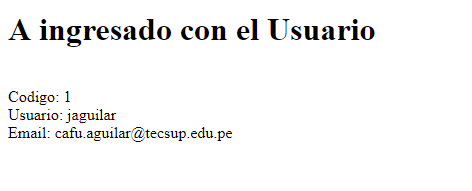 A ingresado con el Usuario
Codigo: 1
Usuario: jaguilar
Email: cafu.aguilar@tecsup.edu.pe